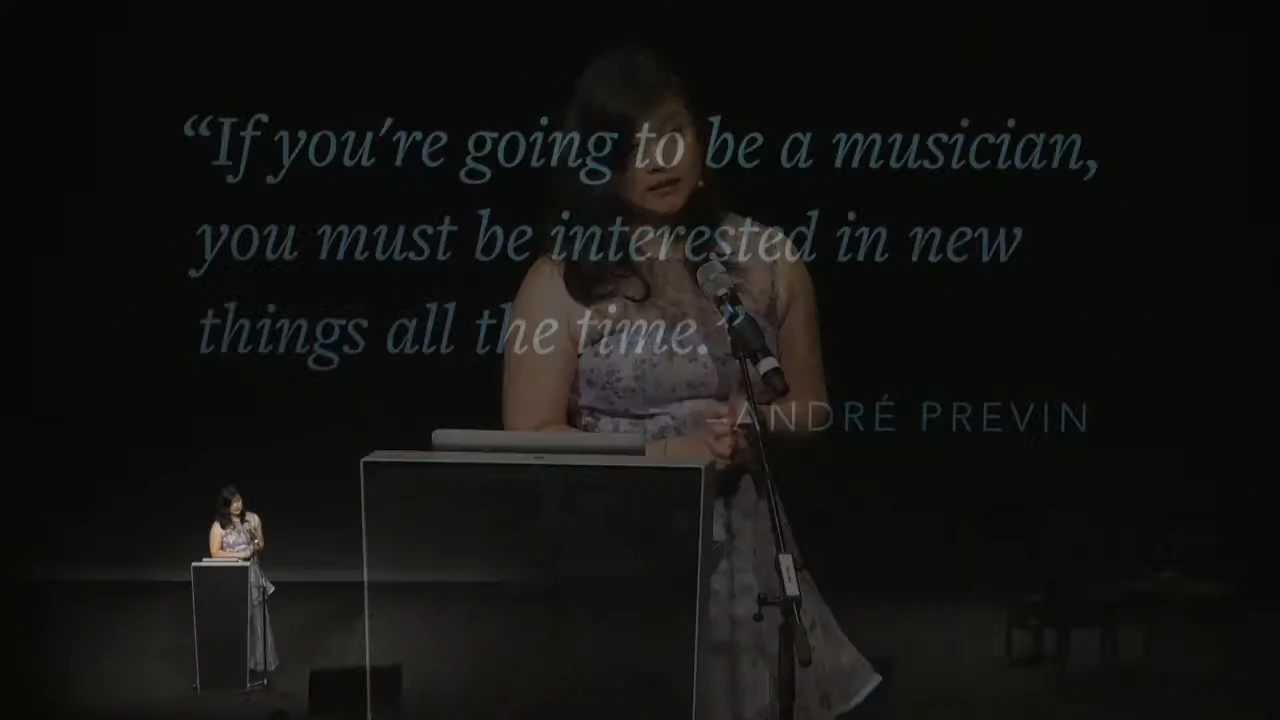 “If you're going to be a musician,
you must be interested in new
things all the time.”
—ANDRÉ PREVIN